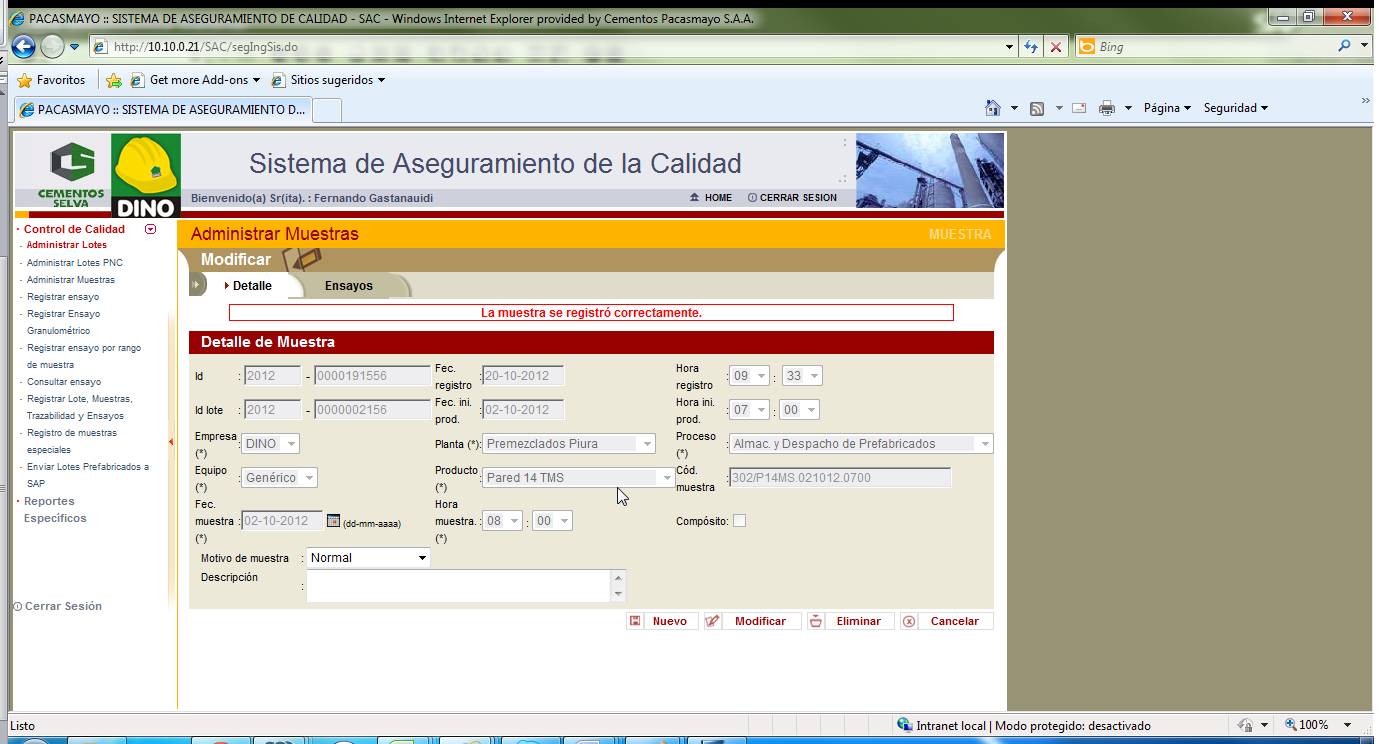 PACASMAYO :: SISTEMA DE ASEGURAMIENTO DE CALIDAD - SAC - Windows Internet Explorer provided by Cementos Pacasmayo S.A.A.
http://10.10.0.21/SAC/segIngSis.do
Bing
Favoritos Get more Add-ons Sitios sugeridos
PACASMAYO :: SISTEMA DE ASEGURAMIENTO D... Página Seguridad
CEMENTOS SELVA
DINO
Sistema de Aseguramiento de la Calidad
Bienvenido(a) Sr(ita). : Fernando Gastanauidi HOME CERRAR SESION
Control de Calidad
- Administrar Lotes
- Administrar Lotes PNC
- Administrar Muestras
- Registrar ensayo
- Registrar Ensayo
Granulométrico
- Registrar ensayo por rango
de muestra
- Consultar ensayo
- Registrar Lote, Muestras,
Trazabilidad y Ensayos
- Registro de muestras
especiales
- Enviar Lotes Prefabricados a
SAP
Reportes
Específicos
Cerrar Sesión
Administrar Muestras MUESTRA
Modificar
Detalle Ensayos
La muestra se registró correctamente.
Detalle de Muestra
Id : 2012 - 0000191556 Fec. registro : 20-10-2012 Hora registro : 09 : 33
Id lote : 2012 - 0000002156 Fec. ini. prod. : 02-10-2012 Hora ini. prod. : 07 : 00
Empresa (*) : DINO Planta (*): Premezclados Piura Proceso (*) : Almac. y Despacho de Prefabricados
Equipo (*) : Genérico Producto (*) : Pared 14 TMS Cód. muestra : 302/P14MS.021012.0700
Fec. muestra (*) : 02-10-2012 (dd-mm-aaaa) Hora muestra. (*) : 08 : 00 Compósito:
Motivo de muestra : Normal
Descripción :
Nuevo Modificar Eliminar Cancelar
Listo Intranet local | Modo protegido: desactivado 100%